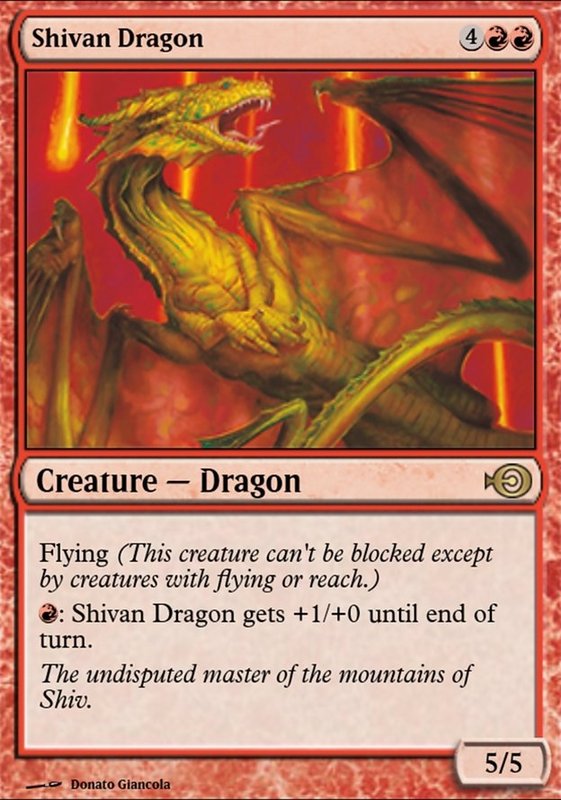 Shivan Dragon 4
Creature — Dragon
Flying (This creature can't be blocked except
by creatures with flying or reach.)
: Shivan Dragon gets +1/+0 until end of
turn.
The undisputed master of the mountains of
Shiv.
5/5
Donato Giancola